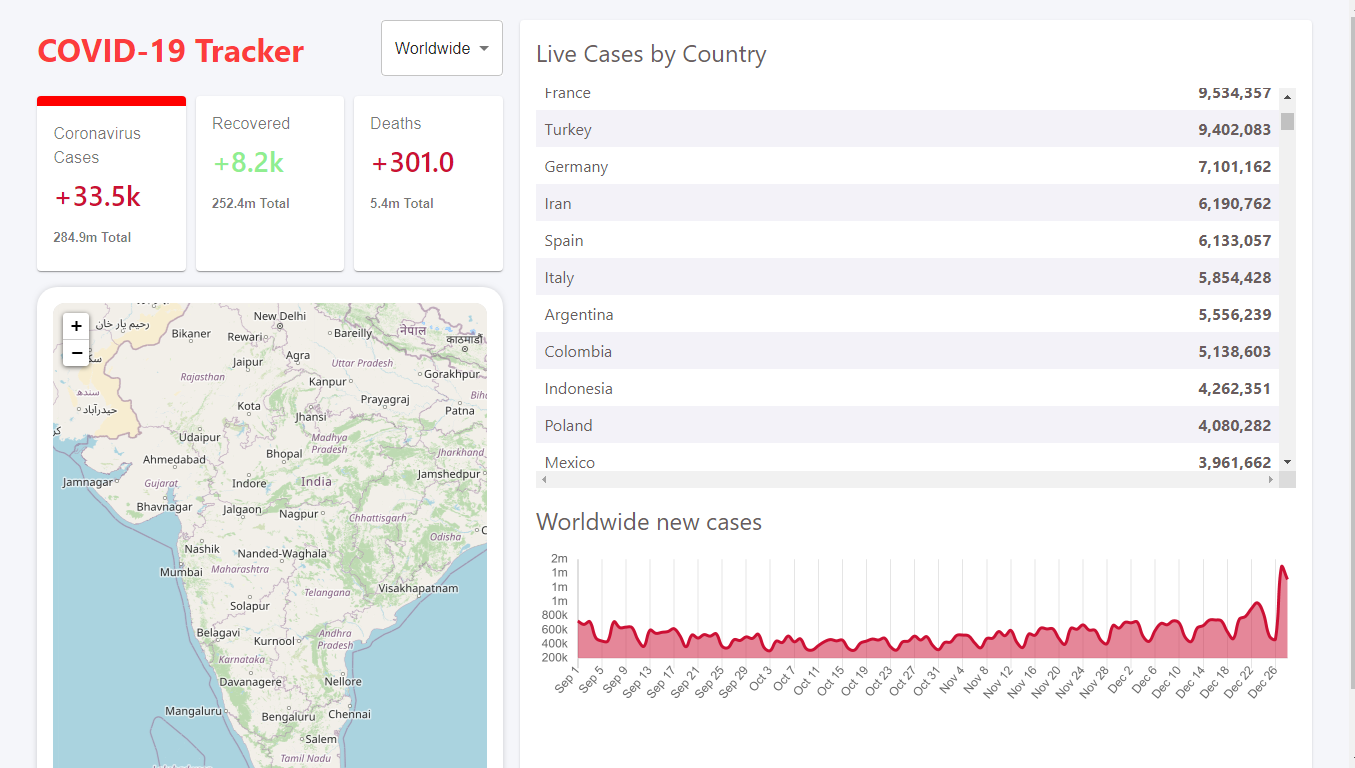 COVID-19 Tracker
Worldwide
Coronavirus
Cases
+33.5k
284.9m Total
Recovered
+8.2k
252.4m Total
Deaths
+301.0
5.4m Total
+
−
رحیم یار خان
New Delhi
Bikaner
Rewari
Bareilly
नेपाल
काठमाडौं
Jaipur
Agra
Uttar Pradesh
Rajasthan
Kanpur
Gorakhpur
سندھ
حیدرآباد
Kota
Jhansi
Prayagraj
Patna
Udaipur
Madhya
Pradesh
Ahmedabad
Bhopal
Jharkhand
Jamnagar
Gujarat
Indore
India
Jamshedpur
Bhavnagar
Jalgaon
Nagpur
Chhattisgarh
Odisha
Nashik
Nanded-Waghala
Mumbai
Maharashtra
Telangana
Visakhapatnam
Solapur
Belagavi
Kurnool
Andhra
Pradesh
Karnataka
Davanagere
Nellore
Mangaluru
Bengaluru
Chennai
Salem
Tamil Nadu
Live Cases by Country
France 9,534,357
Turkey 9,402,083
Germany 7,101,162
Iran 6,190,762
Spain 6,133,057
Italy 5,854,428
Argentina 5,556,239
Colombia 5,138,603
Indonesia 4,262,351
Poland 4,080,282
Mexico 3,961,662
Worldwide new cases
2m
1m
1m
1m
800k
600k
400k
200k
Sep 1 Sep 5 Sep 9 Sep 13 Sep 17 Sep 21 Sep 25 Sep 29 Oct 3 Oct 7 Oct 11 Oct 15 Oct 19 Oct 23 Oct 27 Oct 31 Nov 4 Nov 8 Nov 12 Nov 16 Nov 20 Nov 24 Nov 28 Dec 2 Dec 6 Dec 10 Dec 14 Dec 18 Dec 22 Dec 26